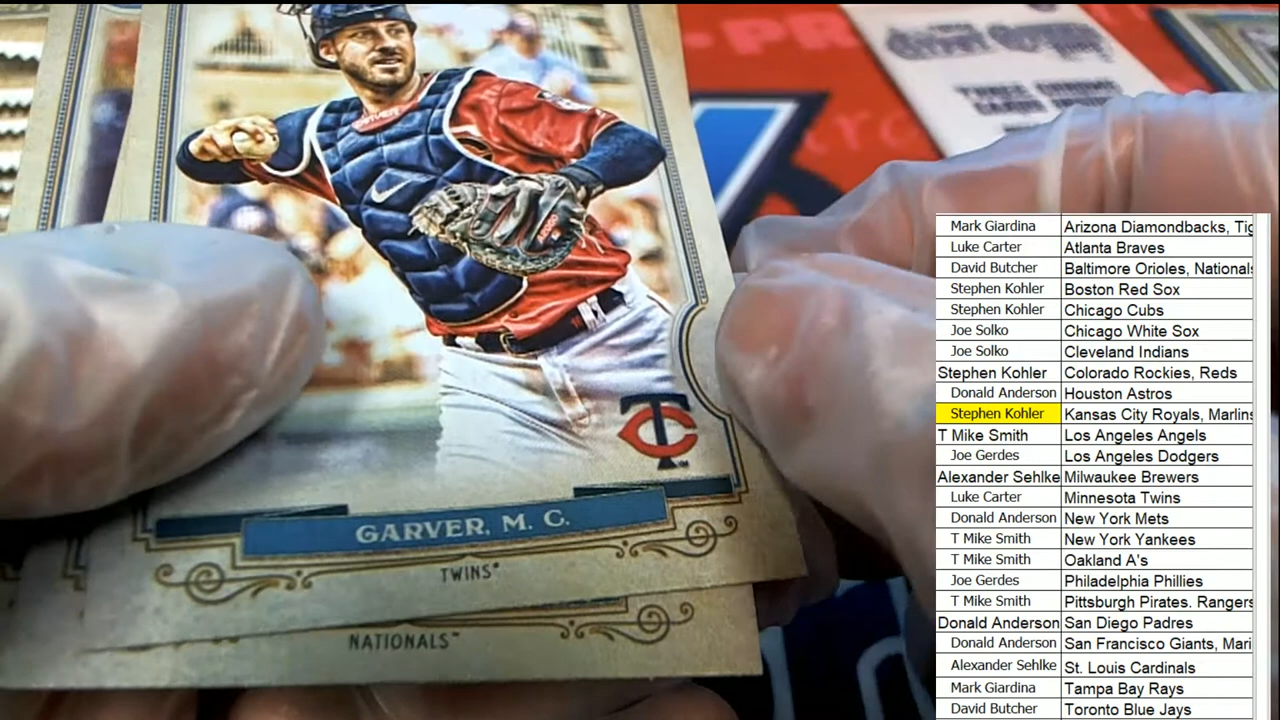 GARVER, M. C.
TWINS
NATIONALS
TC
Mark Giardina Arizona Diamondbacks, Tig
Luke Carter Atlanta Braves
David Butcher Baltimore Orioles, Nationals
Stephen Kohler Boston Red Sox
Stephen Kohler Chicago Cubs
Joe Solko Chicago White Sox
Joe Solko Cleveland Indians
Stephen Kohler Colorado Rockies, Reds
Donald Anderson Houston Astros
Stephen Kohler Kansas City Royals, Marlins
T Mike Smith Los Angeles Angels
Joe Gerdes Los Angeles Dodgers
Alexander Sehlke Milwaukee Brewers
Luke Carter Minnesota Twins
Donald Anderson New York Mets
T Mike Smith New York Yankees
T Mike Smith Oakland A's
Joe Gerdes Philadelphia Phillies
T Mike Smith Pittsburgh Pirates. Rangers
Donald Anderson San Diego Padres
Donald Anderson San Francisco Giants, Mari
Alexander Sehlke St. Louis Cardinals
Mark Giardina Tampa Bay Rays
David Butcher Toronto Blue Jays